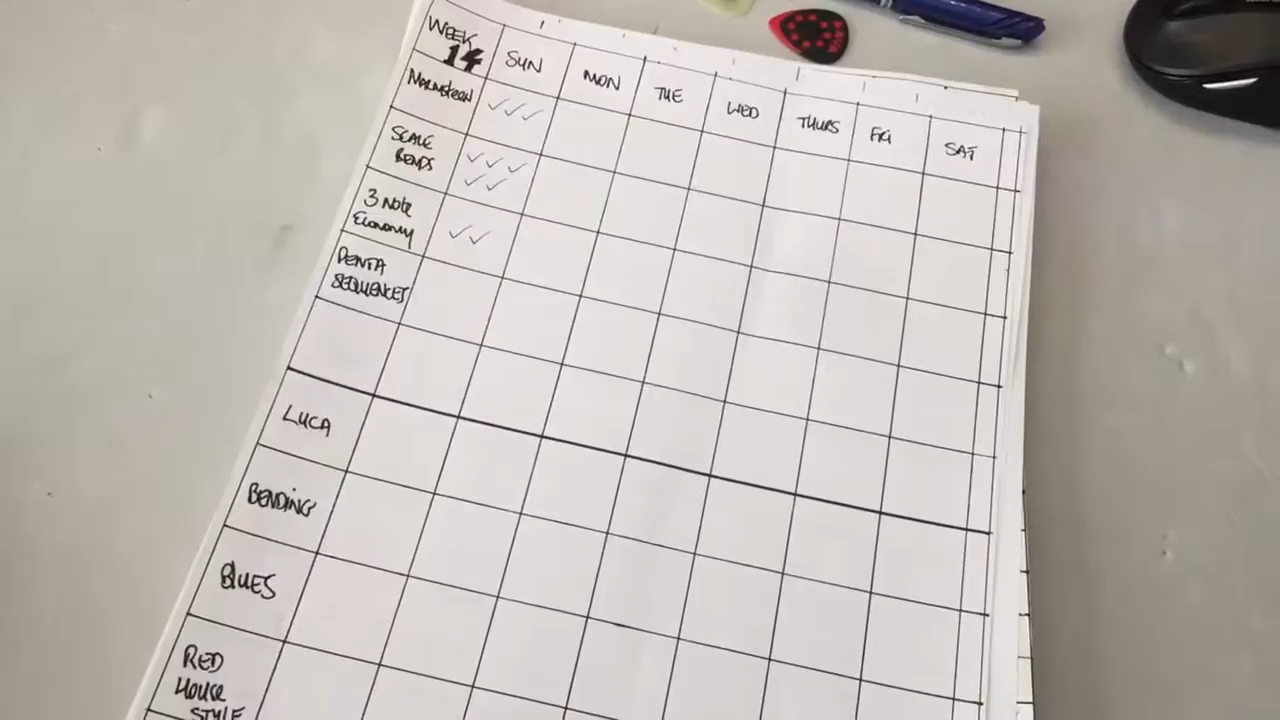 WEEK
14
SUN
MON
TUE
WED
THURS
FRI
SAT
SCALE
BENDS
3 NOTE
ECONOMY
PENTA
SEQUENCES
LUCA
BENDING
BLUES
RED
HOUSE
STYLE